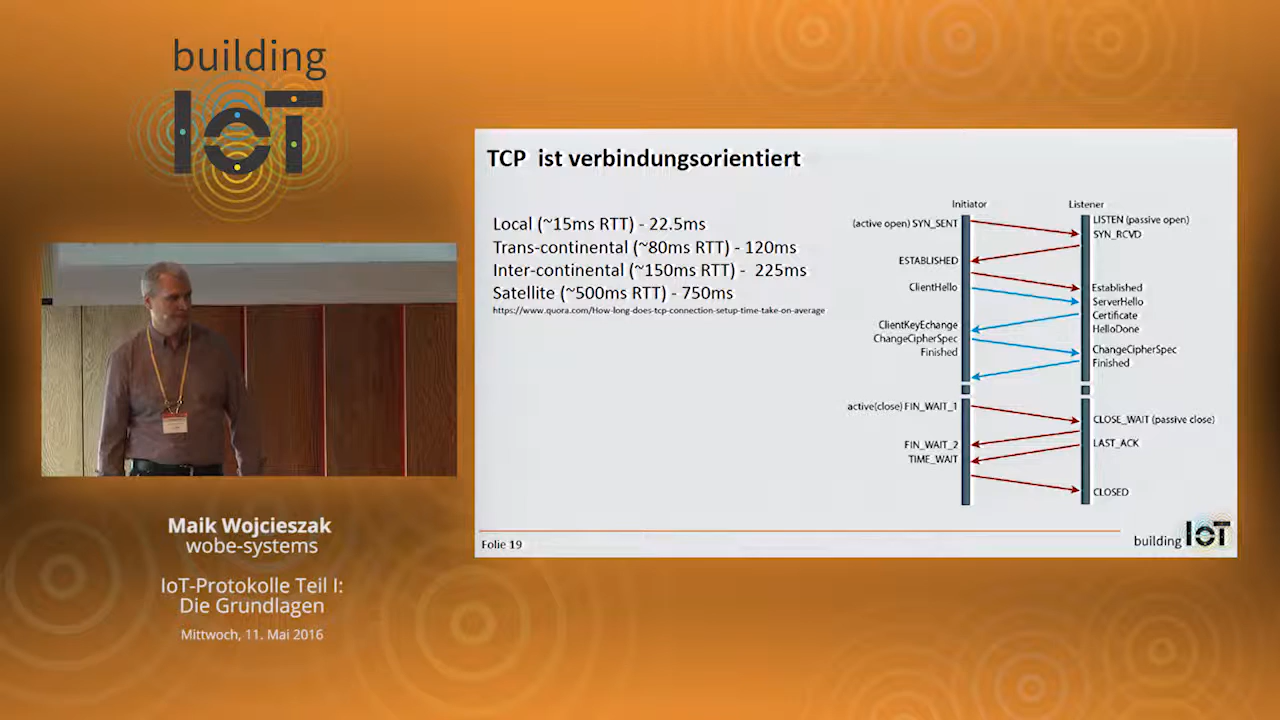 building
IoT
TCP ist verbindungsorientiert
Local (~15ms RTT) - 22.5ms
Trans-continental (~80ms RTT) - 120ms
Inter-continental (~150ms RTT) - 225ms
Satellite (~500ms RTT) - 750ms
https://www.quora.com/How-long-does-tcp-connection-setup-time-take-on-average
Initiator
Listener
(active open) SYN_SENT
LISTEN (passive open)
SYN_RCVD
ESTABLISHED
ClientHello
Established
ServerHello
Certificate
HelloDone
ClientKeyEchange
ChangeCipherSpec
Finished
ChangeCipherSpec
Finished
active(close) FIN_WAIT_1
CLOSE_WAIT (passive close)
FIN_WAIT_2
LAST_ACK
TIME_WAIT
CLOSED
Folie 19
building IoT
Maik Wojcieszak
wobe-systems
IoT-Protokolle Teil I:
Die Grundlagen
Mittwoch, 11. Mai 2016